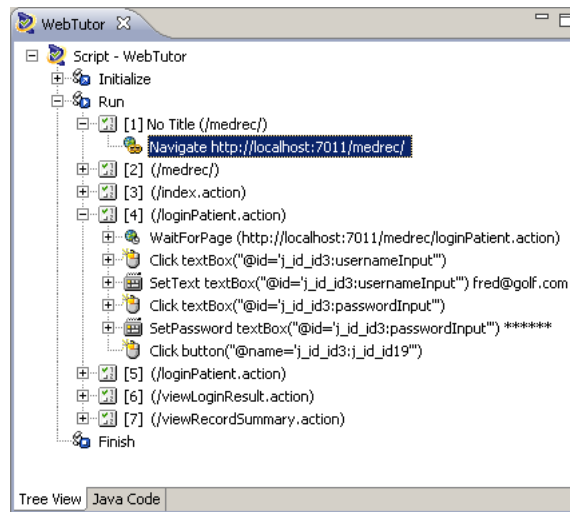 WebTutor
Script - WebTutor
Initialize
Run
[1] No Title (/medrec/)
Navigate http://localhost:7011/medrec/
[2] (/medrec/)
[3] (/index.action)
[4] (/loginPatient.action)
WaitForPage (http://localhost:7011/medrec/loginPatient.action)
Click textBox("@id='j_id_id3:usernameInput'")
SetText textBox("@id='j_id_id3:usernameInput'") fred@golf.com
Click textBox("@id='j_id_id3:passwordInput'")
SetPassword textBox("@id='j_id_id3:passwordInput'") ******
Click button("@name='j_id_id3:j_id_id19'")
[5] (/loginPatient.action)
[6] (/viewLoginResult.action)
[7] (/viewRecordSummary.action)
Finish
Tree View Java Code